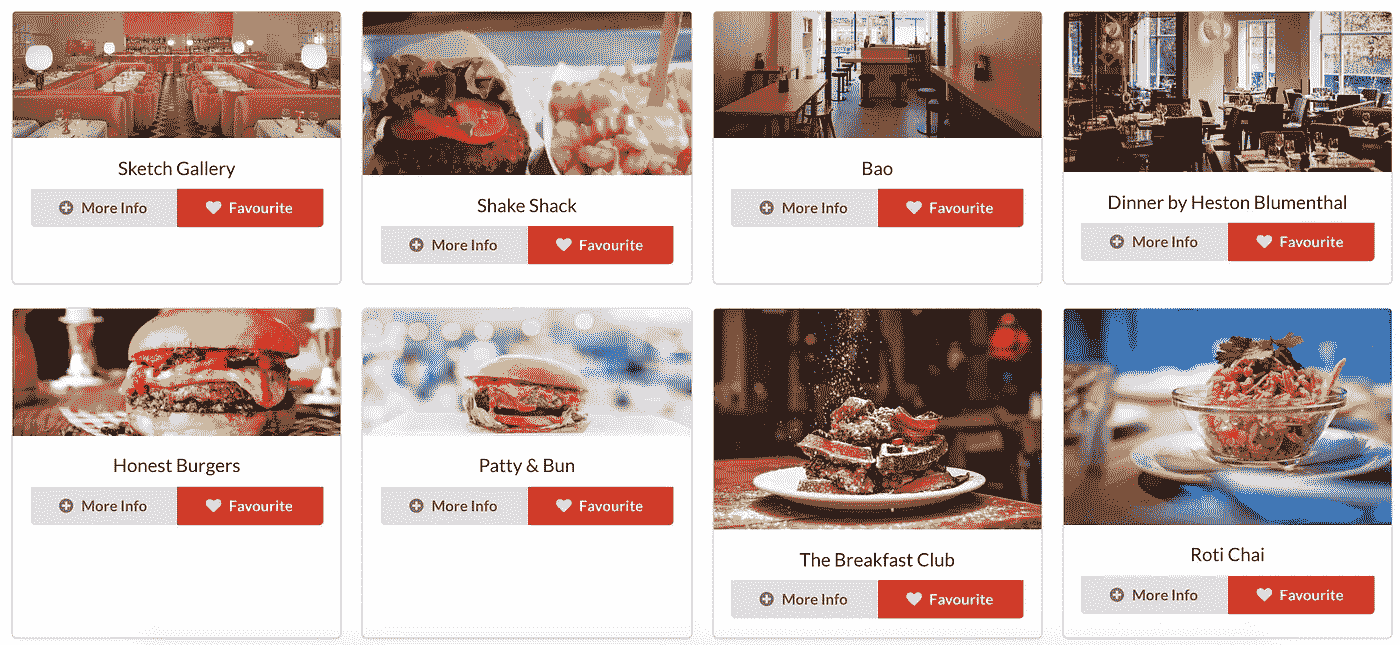 Sketch Gallery
More Info Favourite
Shake Shack
More Info Favourite
Bao
More Info Favourite
Dinner by Heston Blumenthal
More Info Favourite
Honest Burgers
More Info Favourite
Patty & Bun
More Info Favourite
The Breakfast Club
More Info Favourite
Roti Chai
More Info Favourite